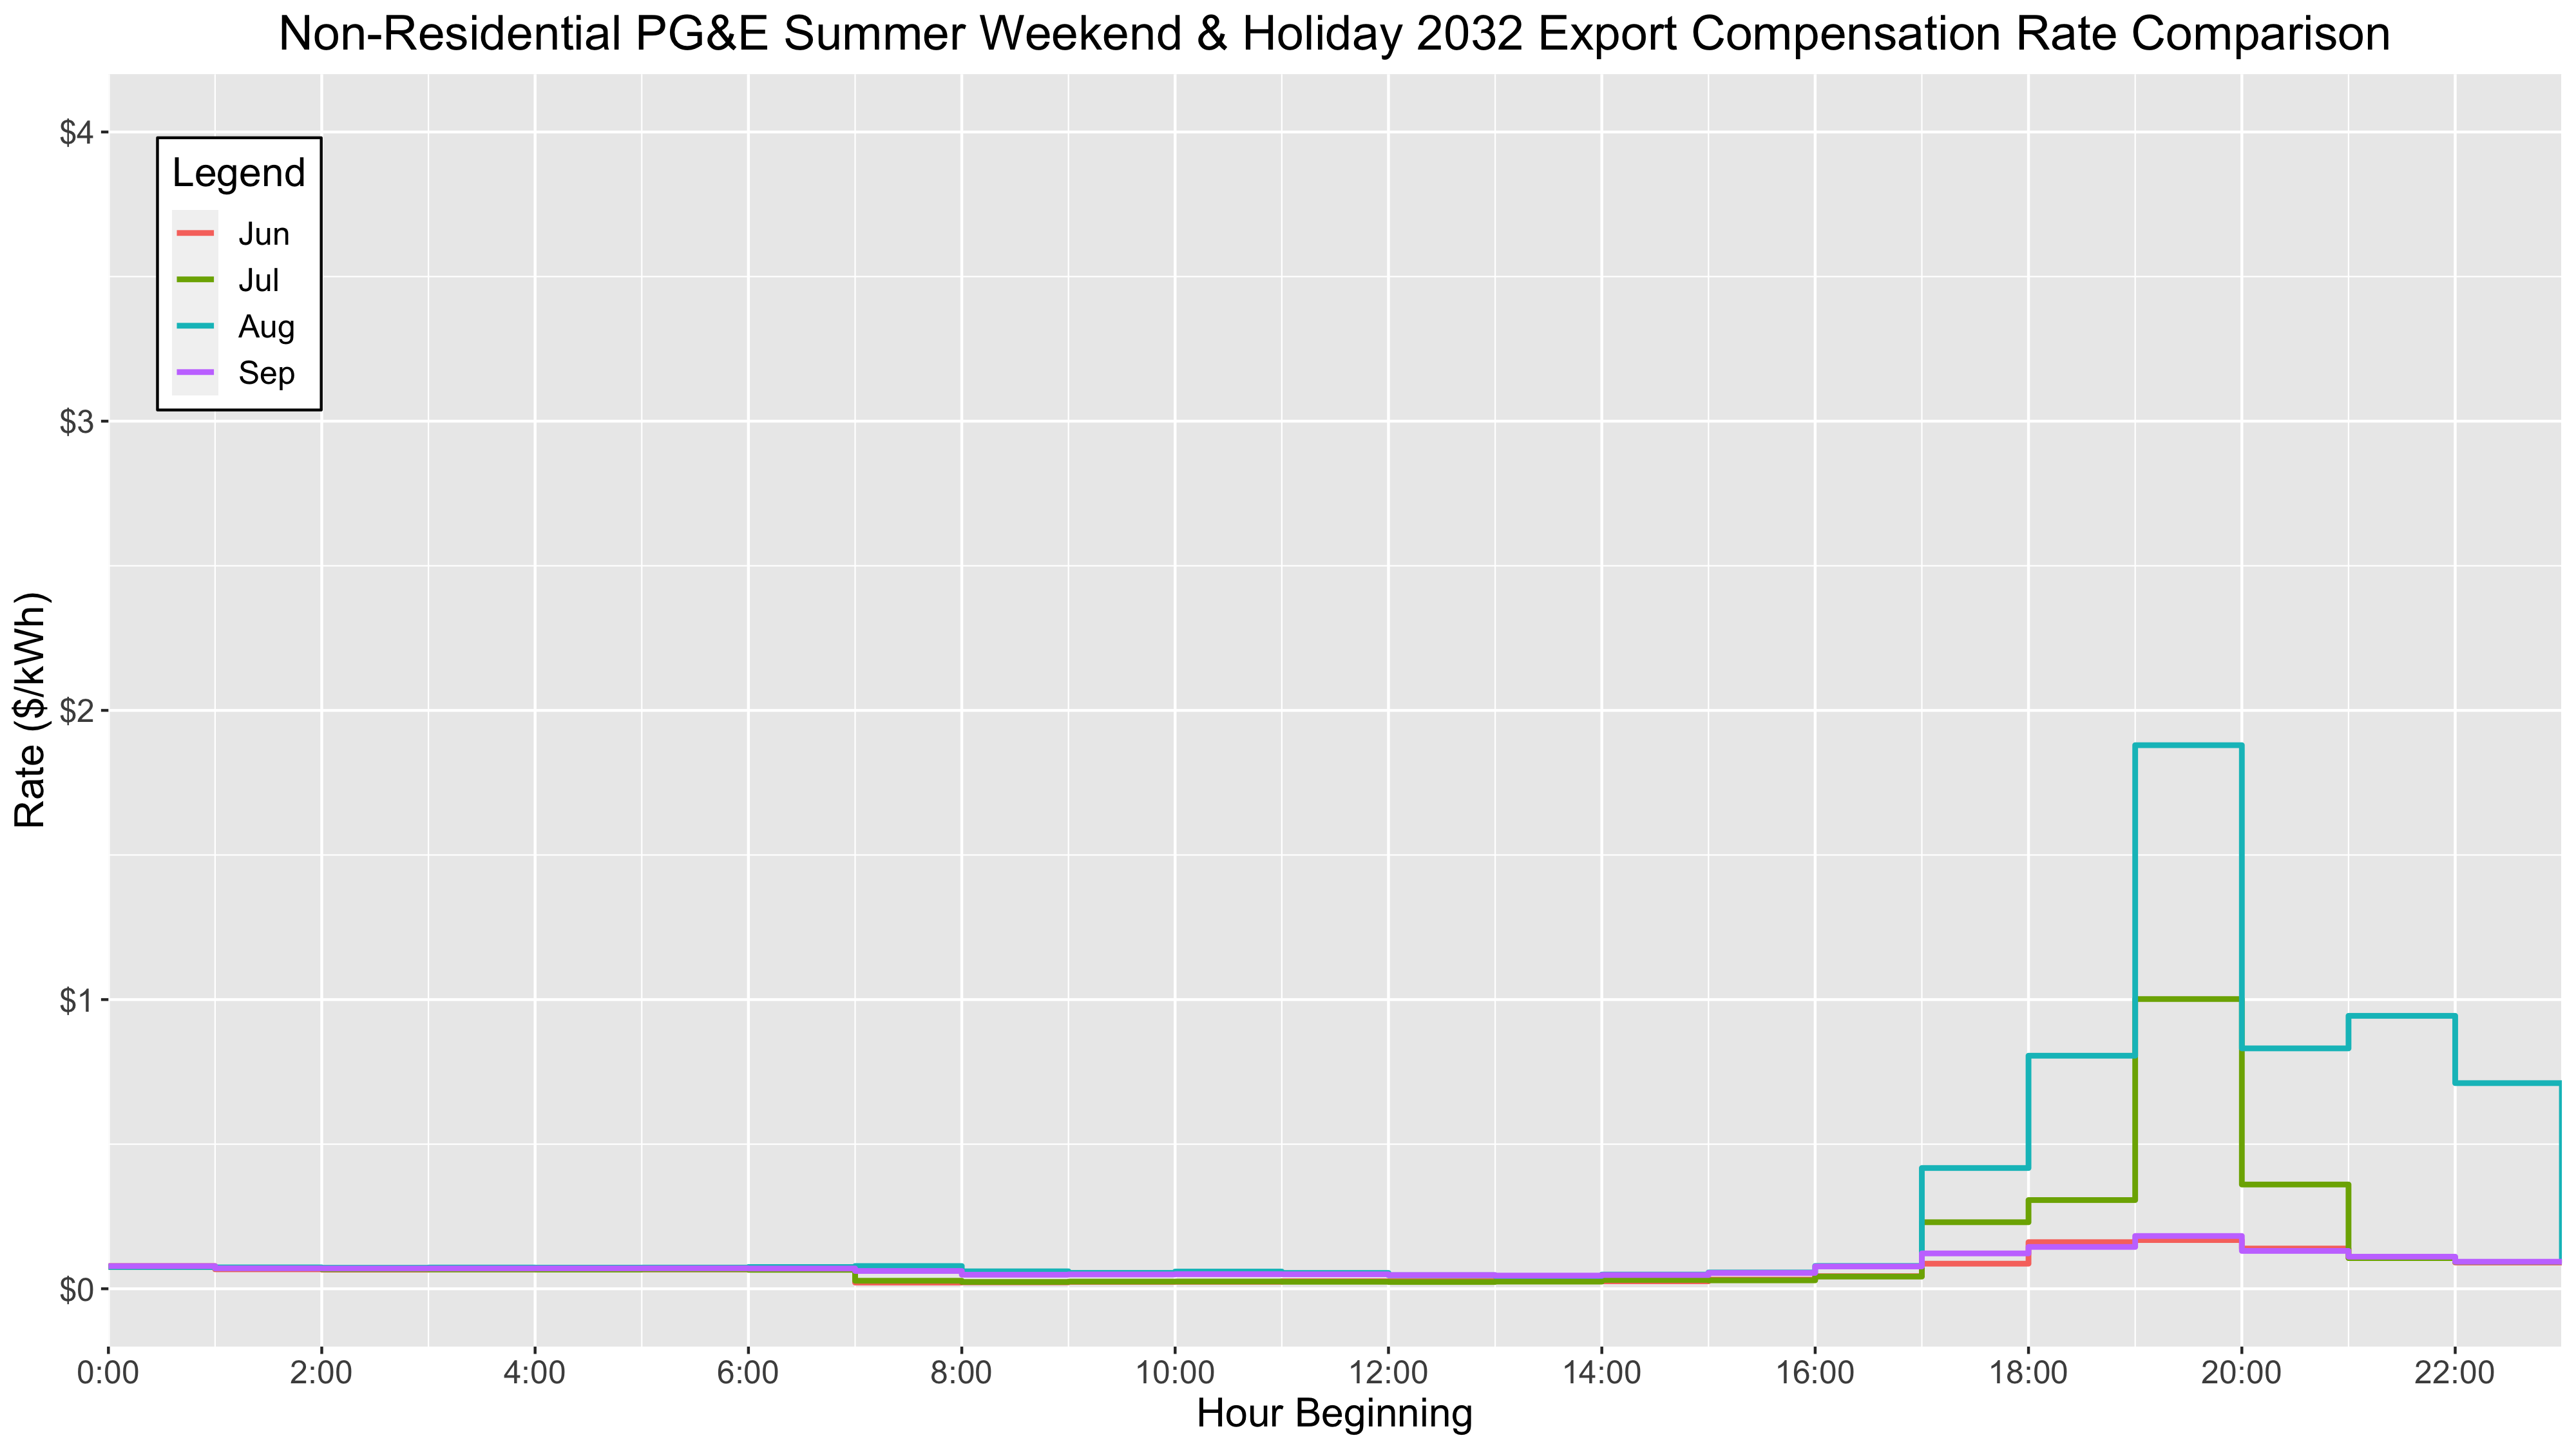 Non-Residential PG&E Summer Weekend & Holiday 2032 Export Compensation Rate Comparison
$4
$3
$2
$1
$0
Rate ($/kWh)
Legend
Jun
Jul
Aug
Sep
0:00 2:00 4:00 6:00 8:00 10:00 12:00 14:00 16:00 18:00 20:00 22:00
Hour Beginning